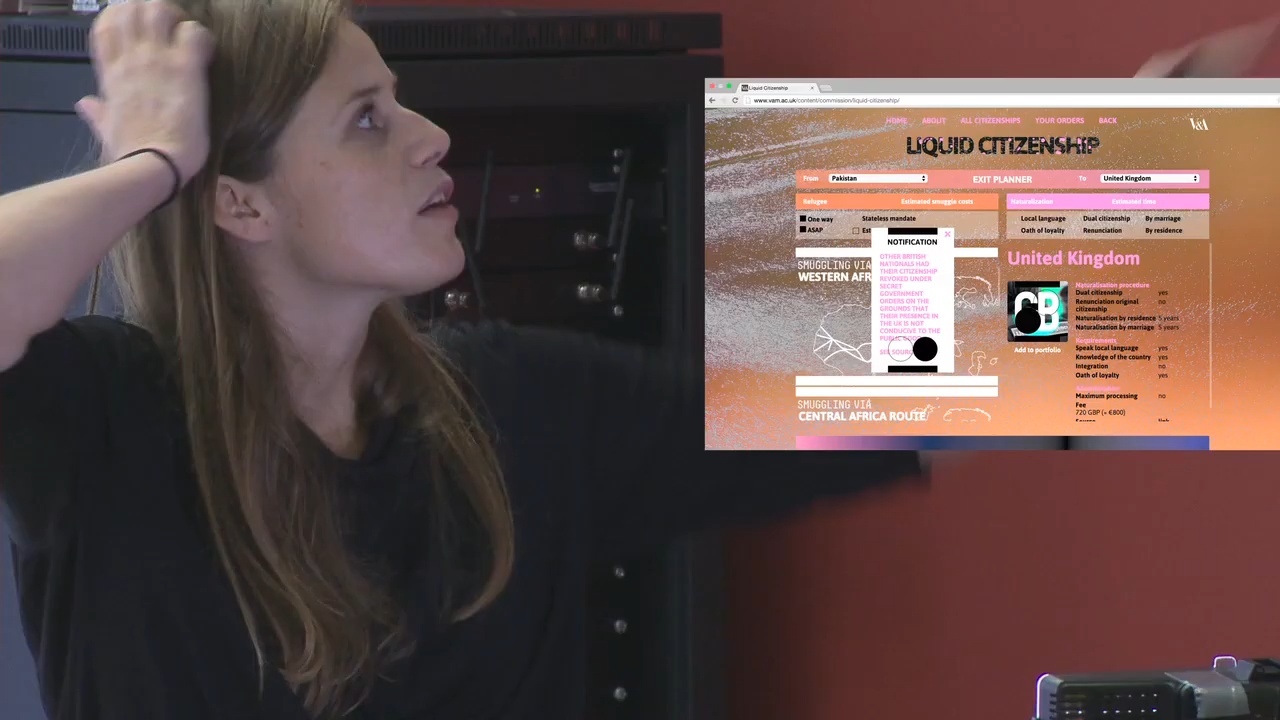 Liquid Citizenship
www.vam.ac.uk/content/commission/liquid-citizenship/
HOME ABOUT ALL CITIZENSHIPS YOUR ORDERS BACK
V&A
LIQUID CITIZENSHIP
From Pakistan EXIT PLANNER To United Kingdom
Refugee Estimated smuggle costs
Naturalization Estimated time
One way Stateless mandate
ASAP
Local language Dual citizenship By marriage
Oath of loyalty Renunciation By residence
SMUGGLING VIA
WESTERN AFR
NOTIFICATION
OTHER BRITISH
NATIONALS HAD
THEIR CITIZENSHIP
REVOKED UNDER
SECRET
GOVERNMENT
ORDERS ON THE
GROUNDS THAT
THEIR PRESENCE IN
THE UK IS NOT
CONDUCIVE TO THE
PUBLIC
SEE
SMUGGLING VIA
CENTRAL AFRICA ROUTE
United Kingdom
GB
Add to portfolio
Naturalisation procedure
Dual citizenship yes
Renunciation original no
citizenship
Naturalisation by residence 5 years
Naturalisation by marriage 5 years
Requirements
Speak local language yes
Knowledge of the country yes
Integration no
Oath of loyalty yes
Maximum processing no
Fee
720 GBP (± €800)